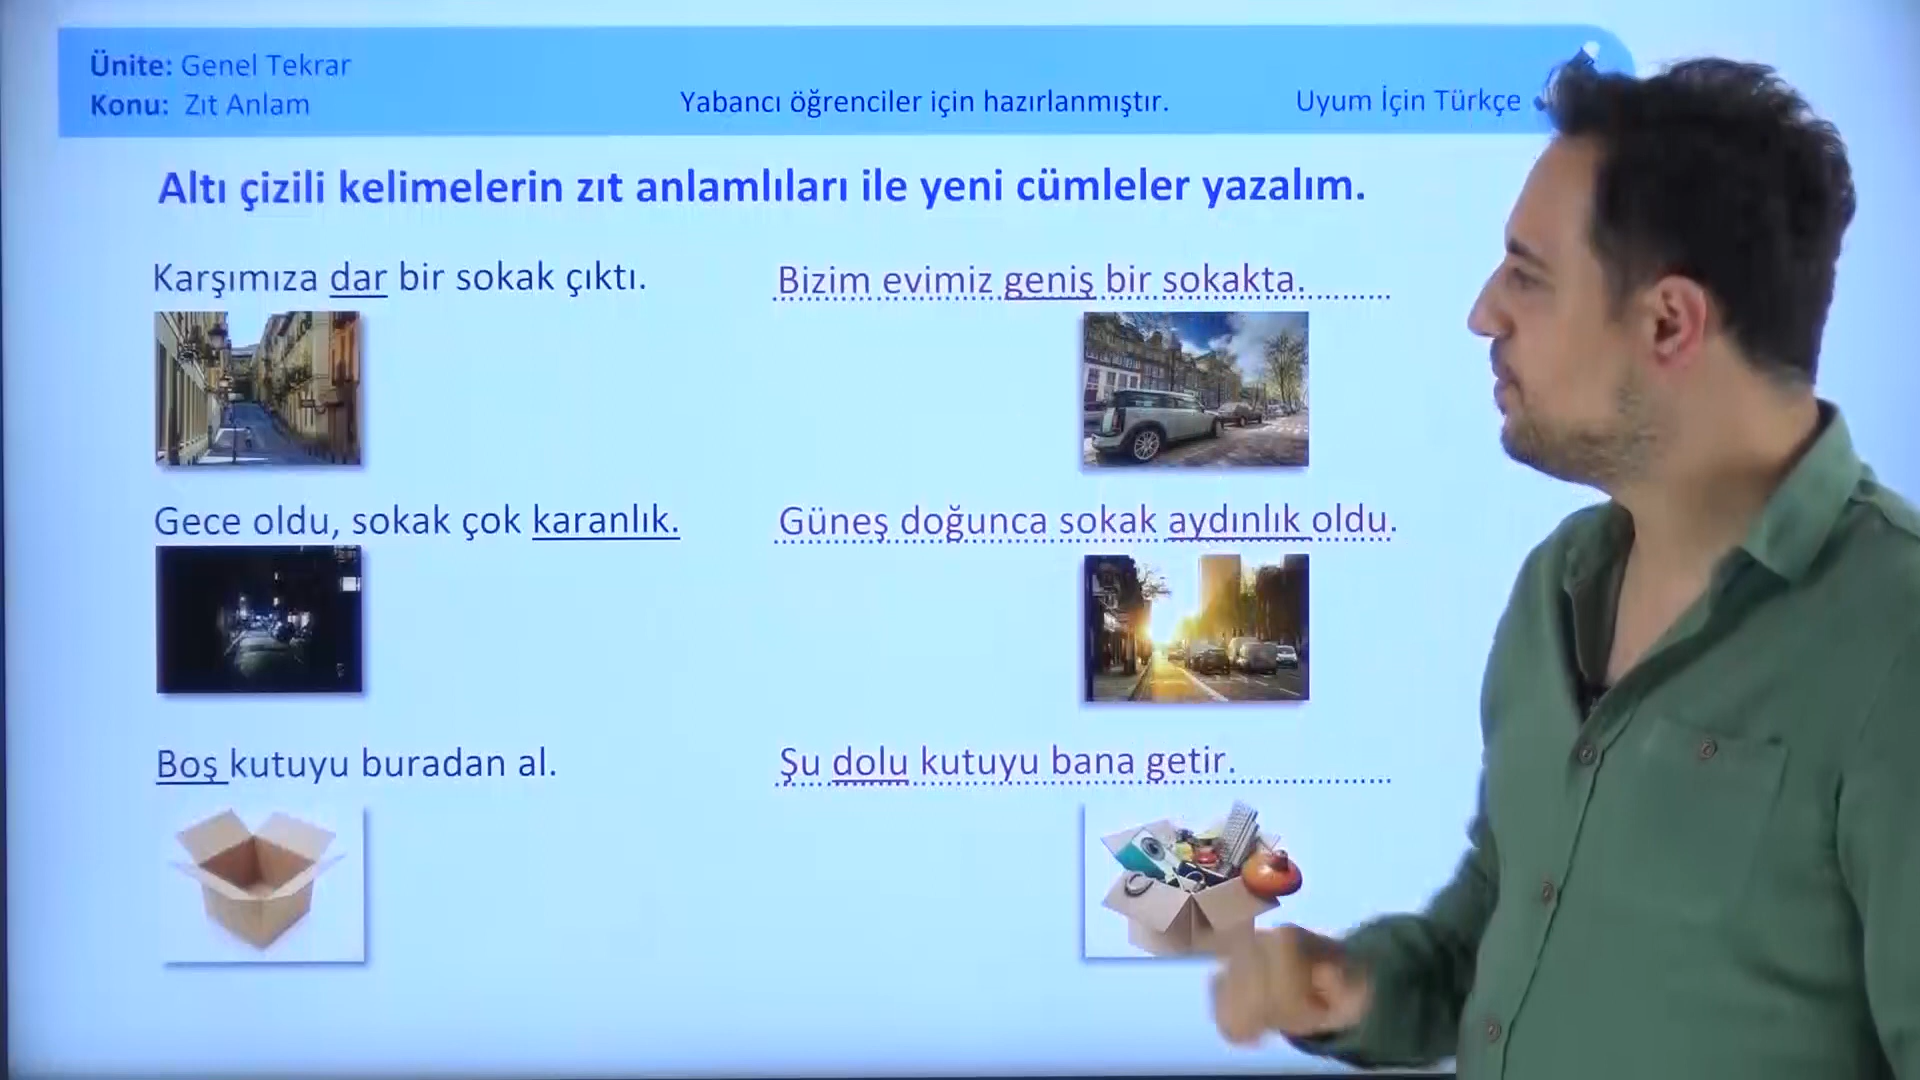 Ünite: Genel Tekrar
Konu: Zıt Anlam
Yabancı öğrenciler için hazırlanmıştır.
Uyum İçin Türkçe
Altı çizili kelimelerin zıt anlamlıları ile yeni cümleler yazalım.
Karşımıza dar bir sokak çıktı.
Bizim evimiz geniş bir sokakta.
Gece oldu, sokak çok karanlık.
Güneş doğunca sokak aydınlık oldu.
Boş kutuyu buradan al.
Şu dolu kutuyu bana getir.